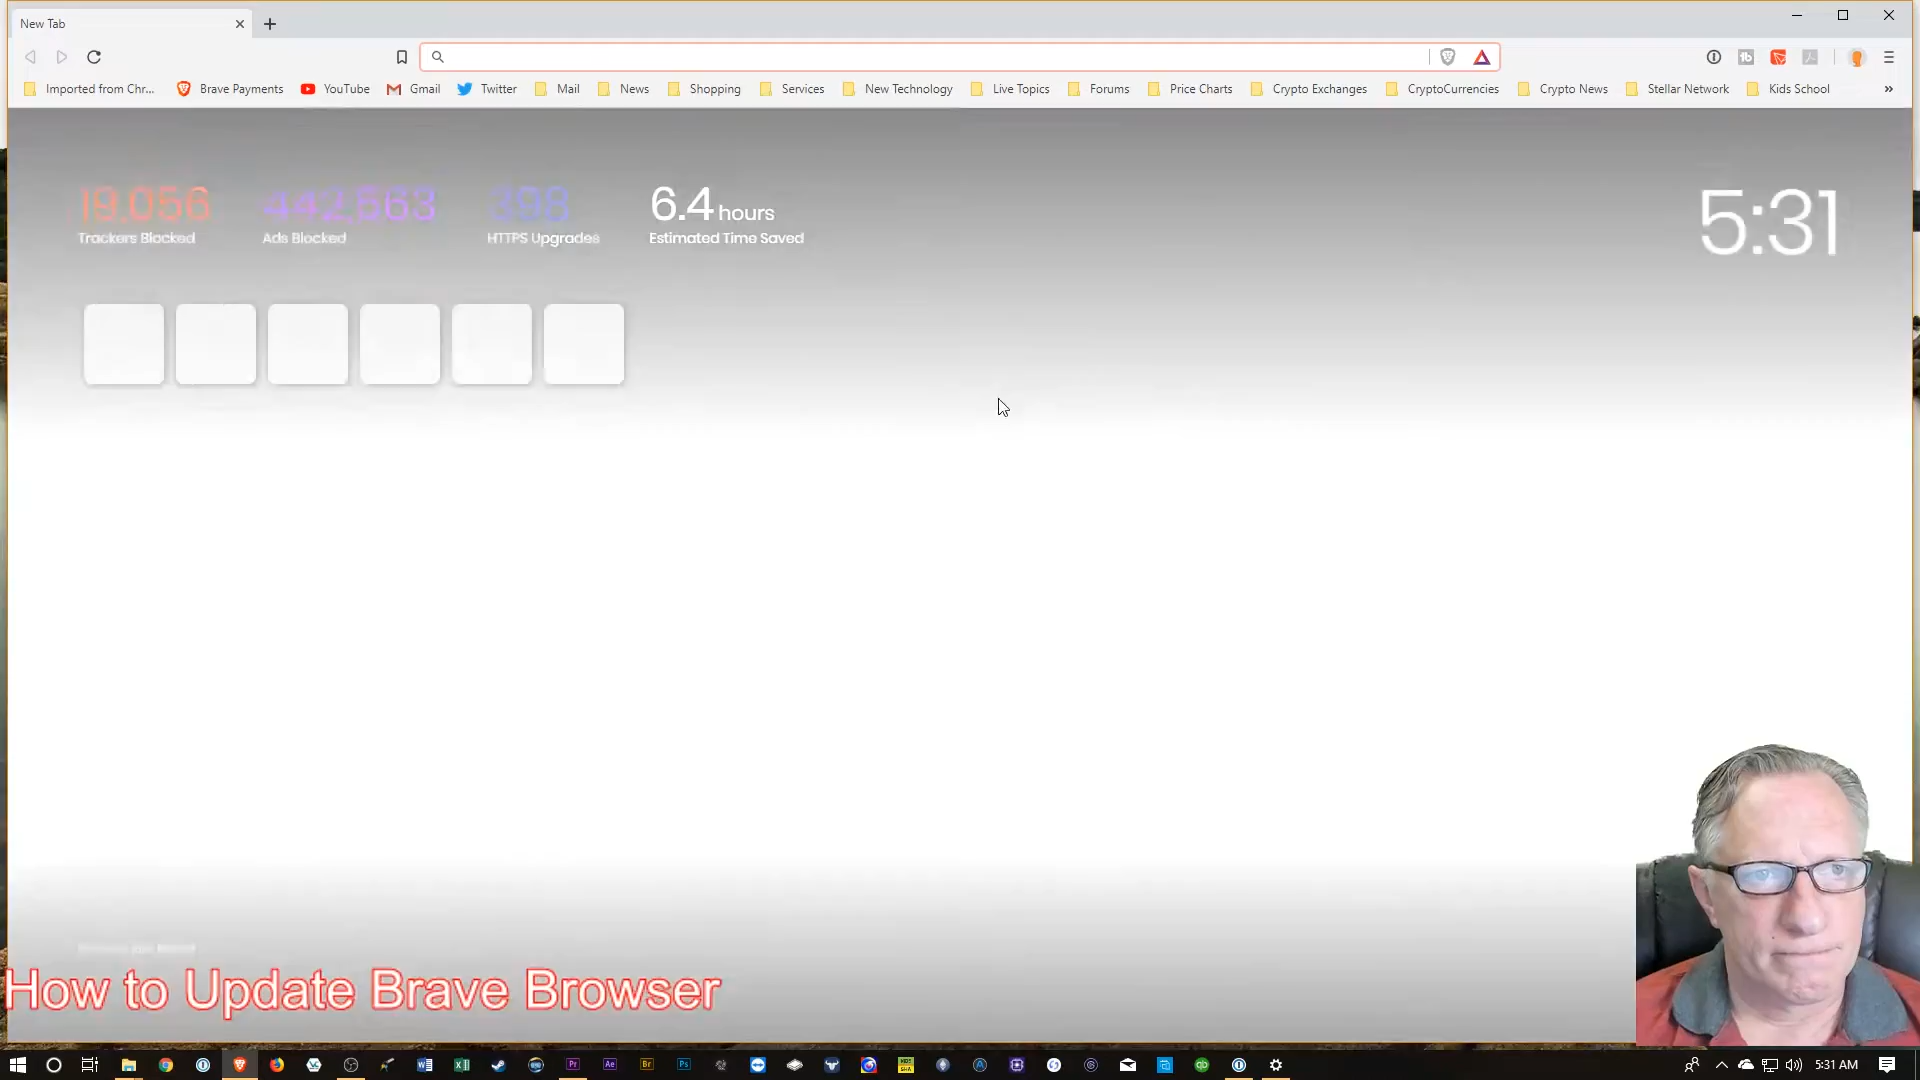 New Tab
Imported from Chr... Brave Payments YouTube Gmail Twitter Mail News Shopping Services New Technology Live Topics Forums Price Charts Crypto Exchanges CryptoCurrencies Crypto News Stellar Network Kids School »
19,056 442,563 398 6.4 hours 5:31
Trackers Blocked Ads Blocked HTTPS Upgrades Estimated Time Saved
How to Update Brave Browser
5:31 AM